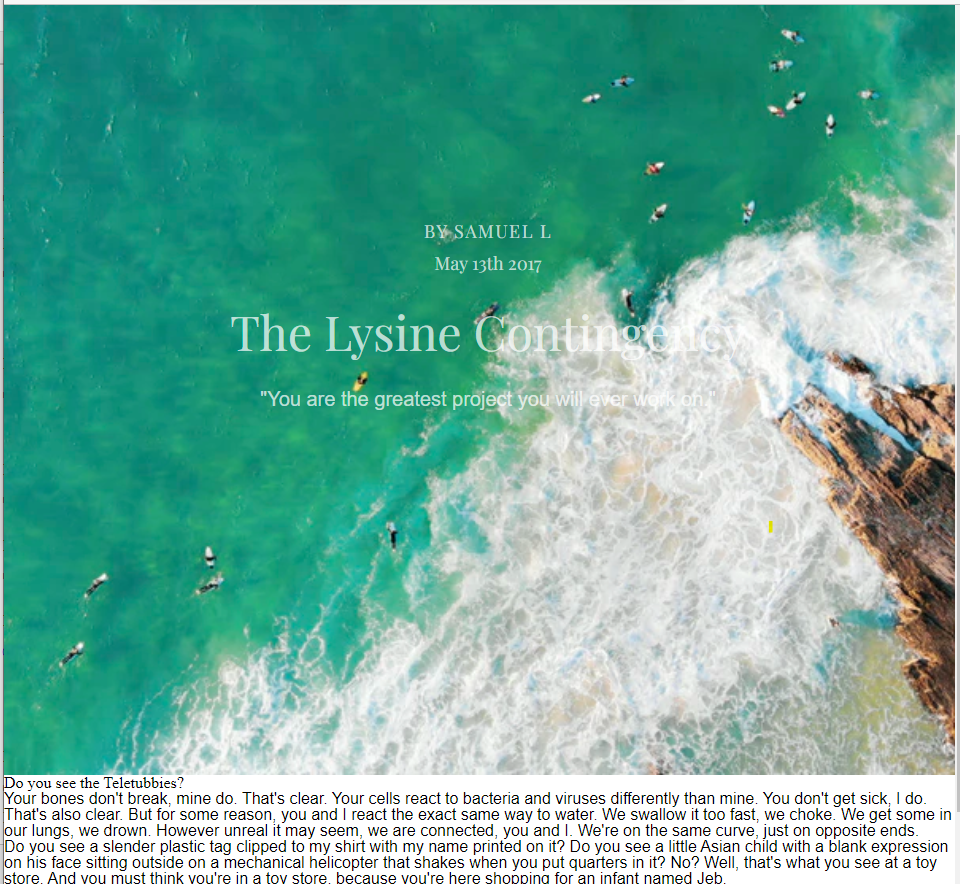 BY SAMUEL L
May 13th 2017
The Lysine Contingency
"You are the greatest project you will ever work on."
Do you see the Teletubbies?
Your bones don't break, mine do. That's clear. Your cells react to bacteria and viruses differently than mine. You don't get sick, I do.
That's also clear. But for some reason, you and I react the exact same way to water. We swallow it too fast, we choke. We get some in
our lungs, we drown. However unreal it may seem, we are connected, you and I. We're on the same curve, just on opposite ends.
Do you see a slender plastic tag clipped to my shirt with my name printed on it? Do you see a little Asian child with a blank expression
on his face sitting outside on a mechanical helicopter that shakes when you put quarters in it? No? Well, that's what you see at a toy
store. And you must think you're in a toy store, because you're here shopping for an infant named Jeb.